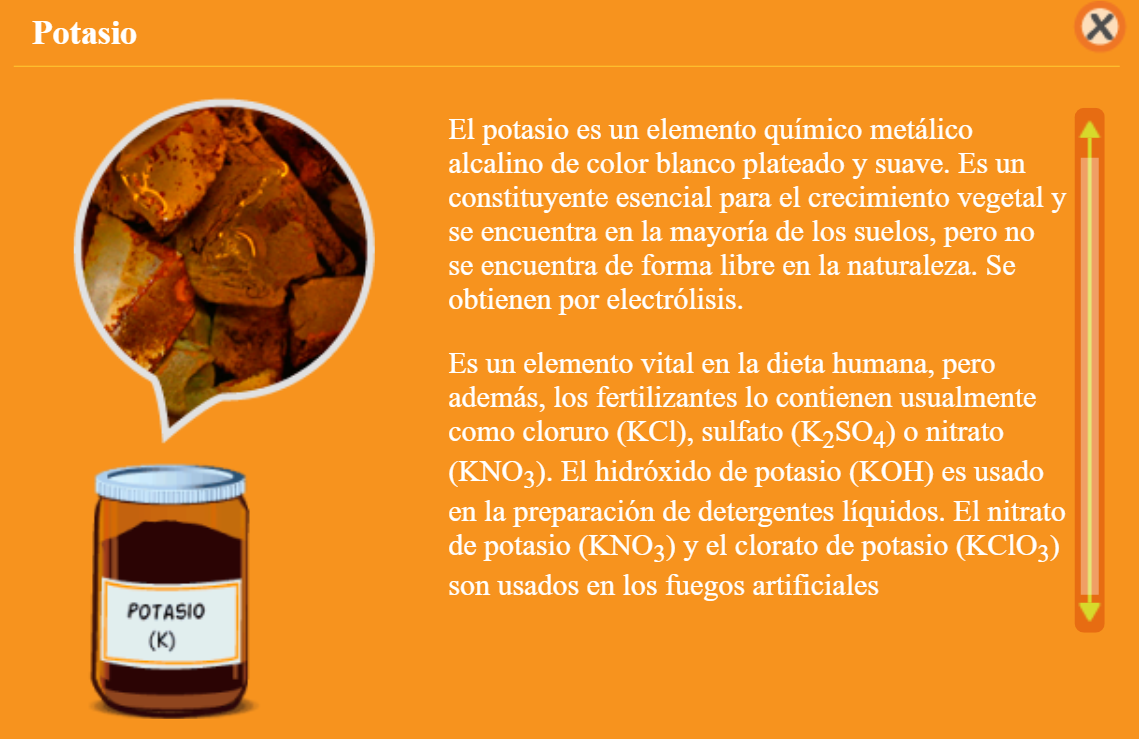 Potasio
El potasio es un elemento químico metálico
alcalino de color blanco plateado y suave. Es un
constituyente esencial para el crecimiento vegetal y
se encuentra en la mayoría de los suelos, pero no
se encuentra de forma libre en la naturaleza. Se
obtienen por electrólisis.
Es un elemento vital en la dieta humana, pero
además, los fertilizantes lo contienen usualmente
como cloruro (KCl), sulfato (K₂SO₄) o nitrato
(KNO₃). El hidróxido de potasio (KOH) es usado
en la preparación de detergentes líquidos. El nitrato
de potasio (KNO₃) y el clorato de potasio (KClO₃)
son usados en los fuegos artificiales
POTASIO
(K)